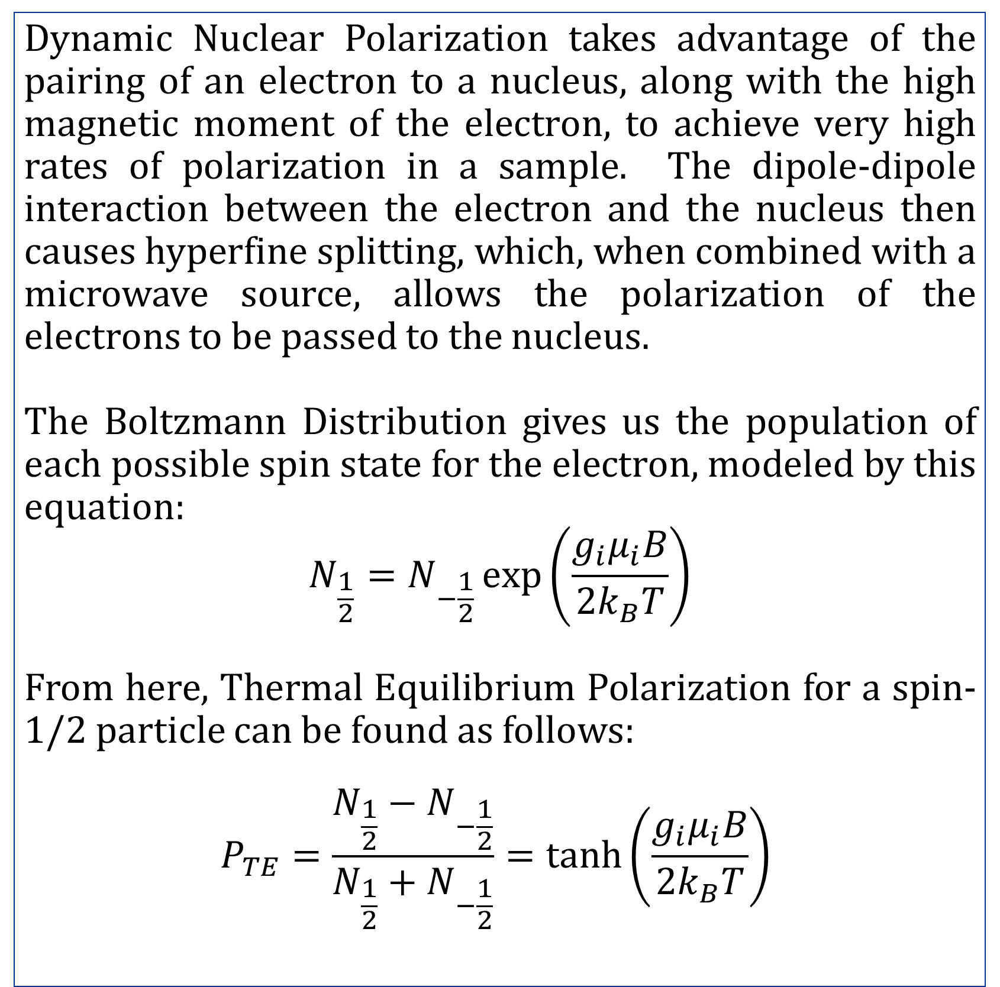 Dynamic Nuclear Polarization takes advantage of the
pairing of an electron to a nucleus, along with the high
magnetic moment of the electron, to achieve very high
rates of polarization in a sample. The dipole-dipole
interaction between the electron and the nucleus then
causes hyperfine splitting, which, when combined with a
microwave source, allows the polarization of the
electrons to be passed to the nucleus.
The Boltzmann Distribution gives us the population of
each possible spin state for the electron, modeled by this
equation:
$N_{\frac{1}{2}} = N_{-\frac{1}{2}} \exp\left(\frac{g_i \mu_i B}{2k_B T}\right)$
From here, Thermal Equilibrium Polarization for a spin-
1/2 particle can be found as follows:
$P_{TE} = \frac{N_{\frac{1}{2}} - N_{-\frac{1}{2}}}{N_{\frac{1}{2}} + N_{-\frac{1}{2}}} = \tanh\left(\frac{g_i \mu_i B}{2k_B T}\right)$